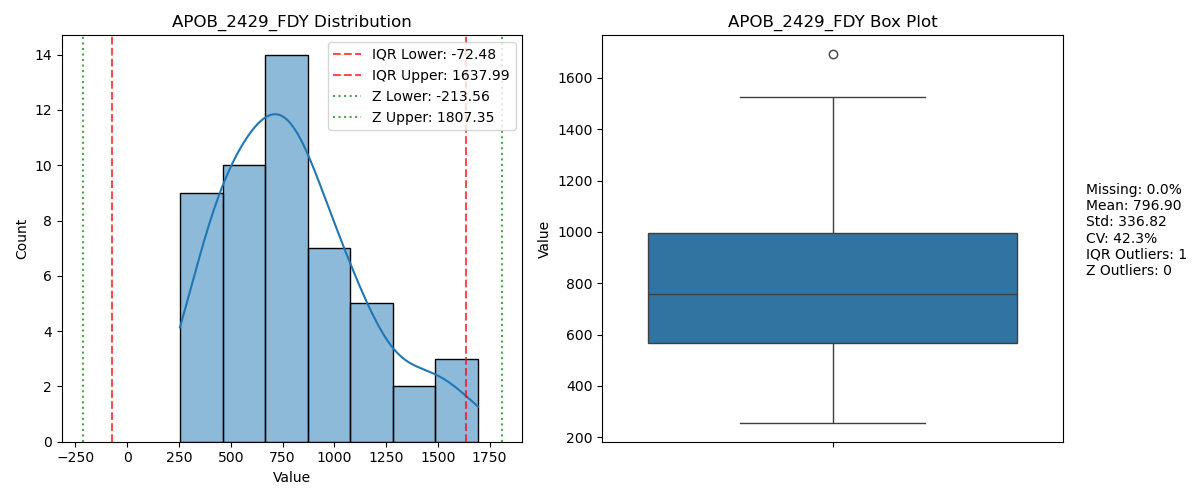 APOB_2429_FDY Distribution
IQR Lower: -72.48
IQR Upper: 1637.99
Z Lower: -213.56
Z Upper: 1807.35
14
12
10
8
6
4
2
0
Count
−250
0
250
500
750
1000
1250
1500
1750
Value
APOB_2429_FDY Box Plot
1600
1400
1200
1000
800
600
400
200
Value
Missing: 0.0%
Mean: 796.90
Std: 336.82
CV: 42.3%
IQR Outliers: 1
Z Outliers: 0